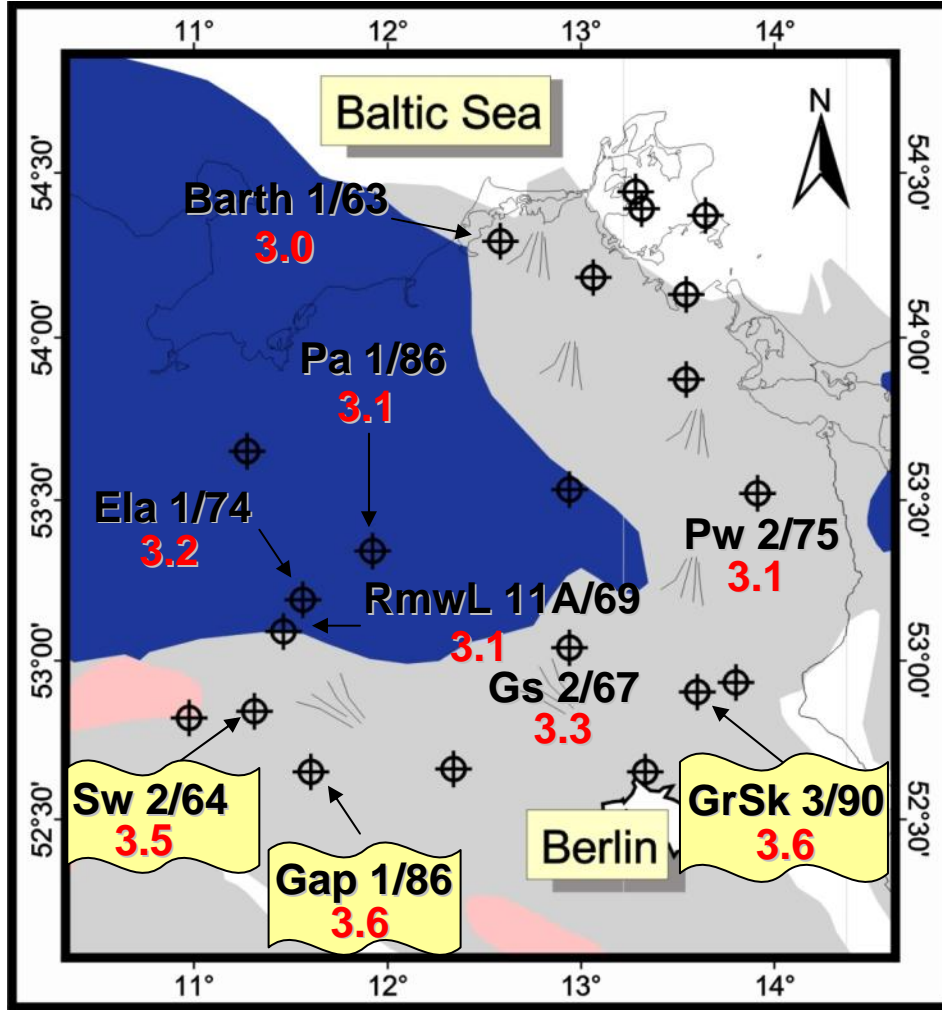 11° 12° 13° 14°
Baltic Sea
N
54°30'
54°30'
Barth 1/63
3.0
54°00'
54°00'
Pa 1/86
3.1
53°30'
53°30'
Ela 1/74
3.2
Pw 2/75
3.1
RmwL 11A/69
3.1
53°00'
53°00'
Gs 2/67
3.3
Sw 2/64
3.5
GrSk 3/90
3.6
52°30'
52°30'
Berlin
Gap 1/86
3.6
11° 12° 13° 14°